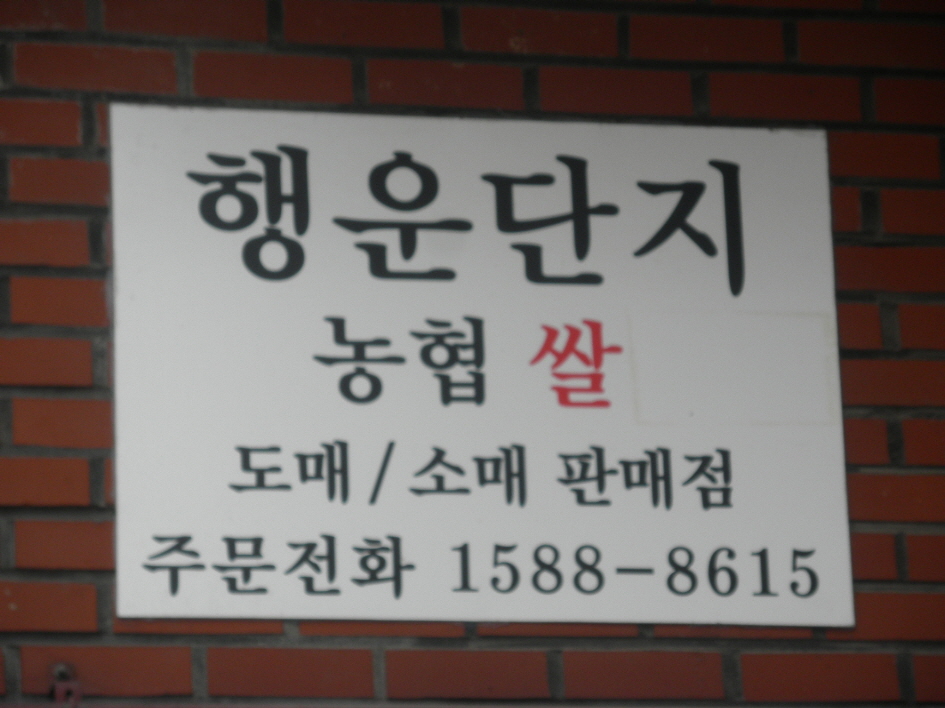 행운단지
농협 쌀
도매/소매 판매점
주문전화 1588-8615